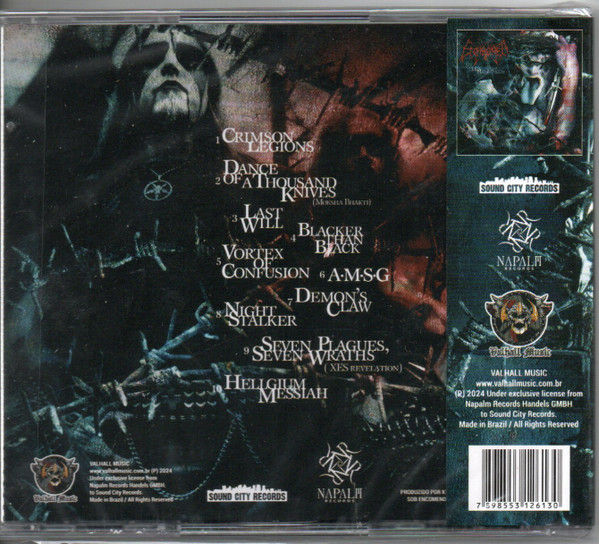 ENTHRONED
1 CRIMSON
LEGIONS
2 DANCE
OF A THOUSAND
KNIVES
(MOKSHA BHAKTI)
3 LAST
WILL
4 BLACKER
THAN
BLACK
5 VORTEX
OF
CONFUSION
6 A·M·S·G
7 DEMON'S
CLAW
8 NIGHT
STALKER
9 SEVEN PLAGUES,
SEVEN WRATHS
(XES REVELATION)
10 HELLGIUM
MESSIAH
Valhall Music
VALHALL MUSIC
www.valhallmusic.com.br (P) 2024
Under exclusive license from
Napalm Records Handels GMBH.
to Sound City Records.
SOUND CITY RECORDS
NAPALM
RECORDS
PRODUZIDO POR
SOB ENCOMEN
SOUND CITY RECORDS
NAPALM
RECORDS
Valhall Music
VALHALL MUSIC
www.valhallmusic.com.br
(R) 2024 Under exclusive license from
Napalm Records Handels GMBH
to Sound City Records.
Made in Brazil / All Rights Reserved
7 598553 126130